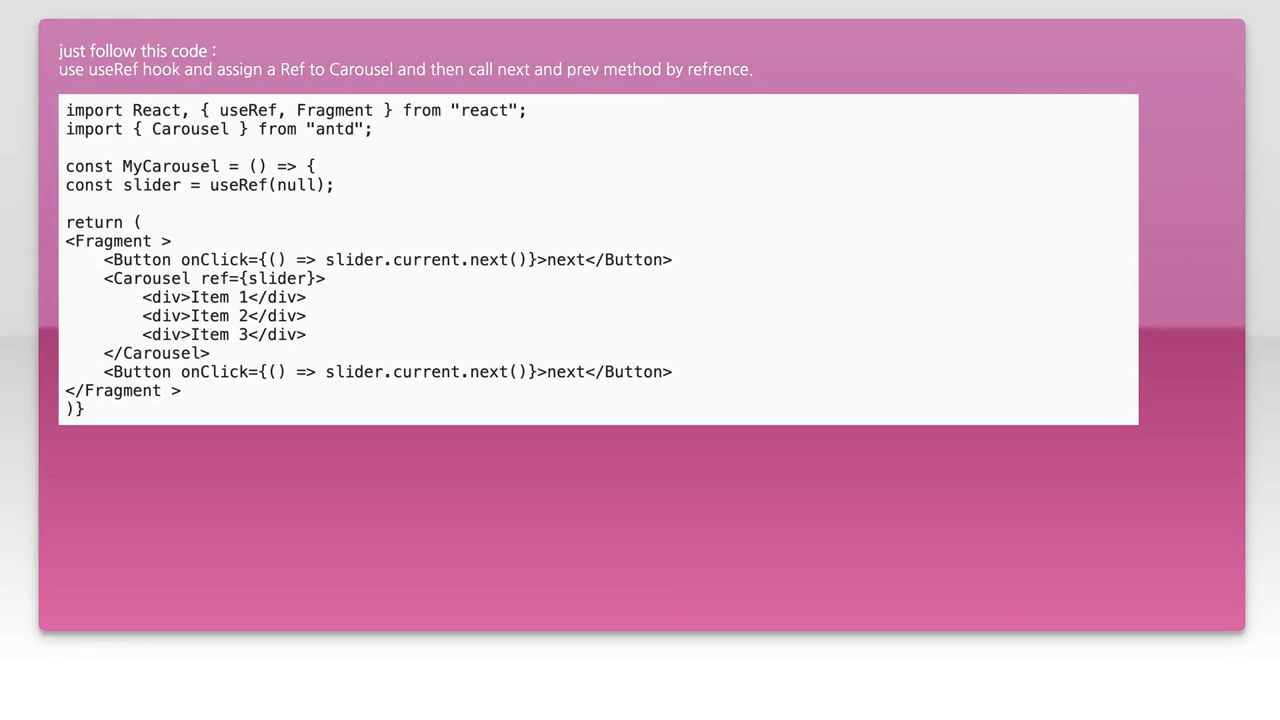 just follow this code :
use useRef hook and assign a Ref to Carousel and then call next and prev method by refrence.
import React, { useRef, Fragment } from "react";
import { Carousel } from "antd";
const MyCarousel = () => {
const slider = useRef(null);
return (
<Fragment >
    <Button onClick={() => slider.current.next()}>next</Button>
    <Carousel ref={slider}>
        <div>Item 1</div>
        <div>Item 2</div>
        <div>Item 3</div>
    </Carousel>
    <Button onClick={() => slider.current.next()}>next</Button>
</Fragment >
)}